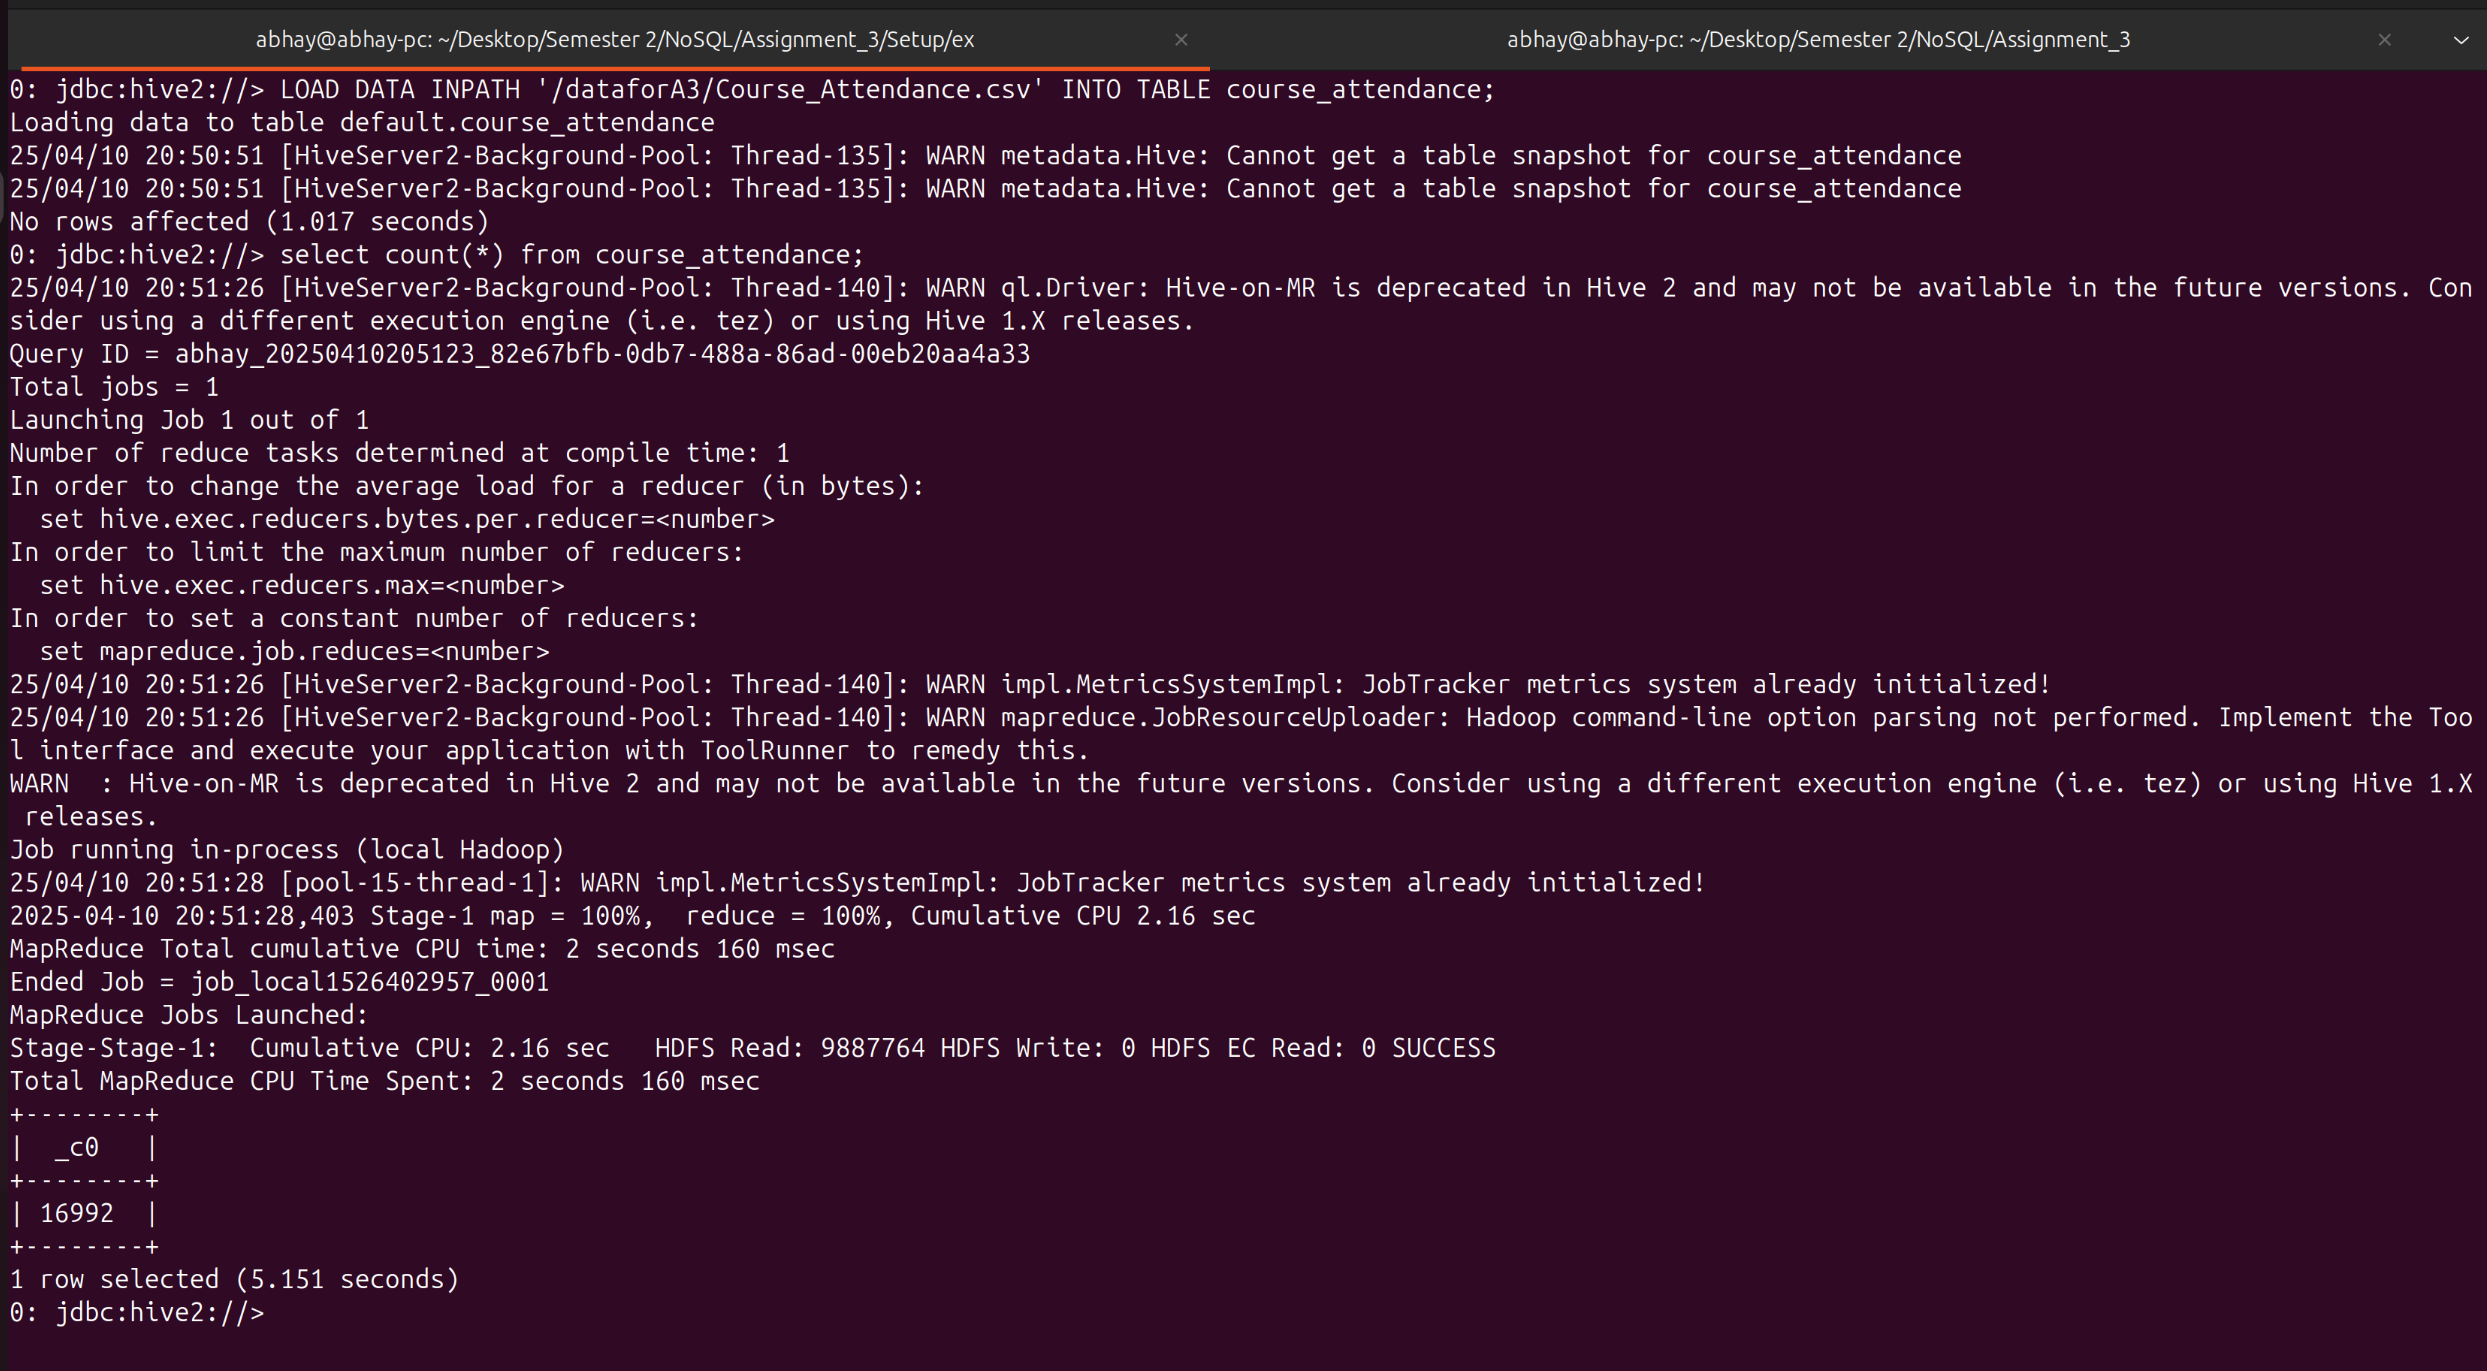 abhay@abhay-pc: ~/Desktop/Semester 2/NoSQL/Assignment_3/Setup/ex
abhay@abhay-pc: ~/Desktop/Semester 2/NoSQL/Assignment_3
0: jdbc:hive2://> LOAD DATA INPATH '/dataforA3/Course_Attendance.csv' INTO TABLE course_attendance;
Loading data to table default.course_attendance
25/04/10 20:50:51 [HiveServer2-Background-Pool: Thread-135]: WARN metadata.Hive: Cannot get a table snapshot for course_attendance
25/04/10 20:50:51 [HiveServer2-Background-Pool: Thread-135]: WARN metadata.Hive: Cannot get a table snapshot for course_attendance
No rows affected (1.017 seconds)
0: jdbc:hive2://> select count(*) from course_attendance;
25/04/10 20:51:26 [HiveServer2-Background-Pool: Thread-140]: WARN ql.Driver: Hive-on-MR is deprecated in Hive 2 and may not be available in the future versions. Con
sider using a different execution engine (i.e. tez) or using Hive 1.X releases.
Query ID = abhay_20250410205123_82e67bfb-0db7-488a-86ad-00eb20aa4a33
Total jobs = 1
Launching Job 1 out of 1
Number of reduce tasks determined at compile time: 1
In order to change the average load for a reducer (in bytes):
  set hive.exec.reducers.bytes.per.reducer=<number>
In order to limit the maximum number of reducers:
  set hive.exec.reducers.max=<number>
In order to set a constant number of reducers:
  set mapreduce.job.reduces=<number>
25/04/10 20:51:26 [HiveServer2-Background-Pool: Thread-140]: WARN impl.MetricsSystemImpl: JobTracker metrics system already initialized!
25/04/10 20:51:26 [HiveServer2-Background-Pool: Thread-140]: WARN mapreduce.JobResourceUploader: Hadoop command-line option parsing not performed. Implement the Too
l interface and execute your application with ToolRunner to remedy this.
WARN  : Hive-on-MR is deprecated in Hive 2 and may not be available in the future versions. Consider using a different execution engine (i.e. tez) or using Hive 1.X
 releases.
Job running in-process (local Hadoop)
25/04/10 20:51:28 [pool-15-thread-1]: WARN impl.MetricsSystemImpl: JobTracker metrics system already initialized!
2025-04-10 20:51:28,403 Stage-1 map = 100%,  reduce = 100%, Cumulative CPU 2.16 sec
MapReduce Total cumulative CPU time: 2 seconds 160 msec
Ended Job = job_local1526402957_0001
MapReduce Jobs Launched:
Stage-Stage-1:  Cumulative CPU: 2.16 sec   HDFS Read: 9887764 HDFS Write: 0 HDFS EC Read: 0 SUCCESS
Total MapReduce CPU Time Spent: 2 seconds 160 msec
+--------+
|  _c0   |
+--------+
| 16992  |
+--------+
1 row selected (5.151 seconds)
0: jdbc:hive2://>